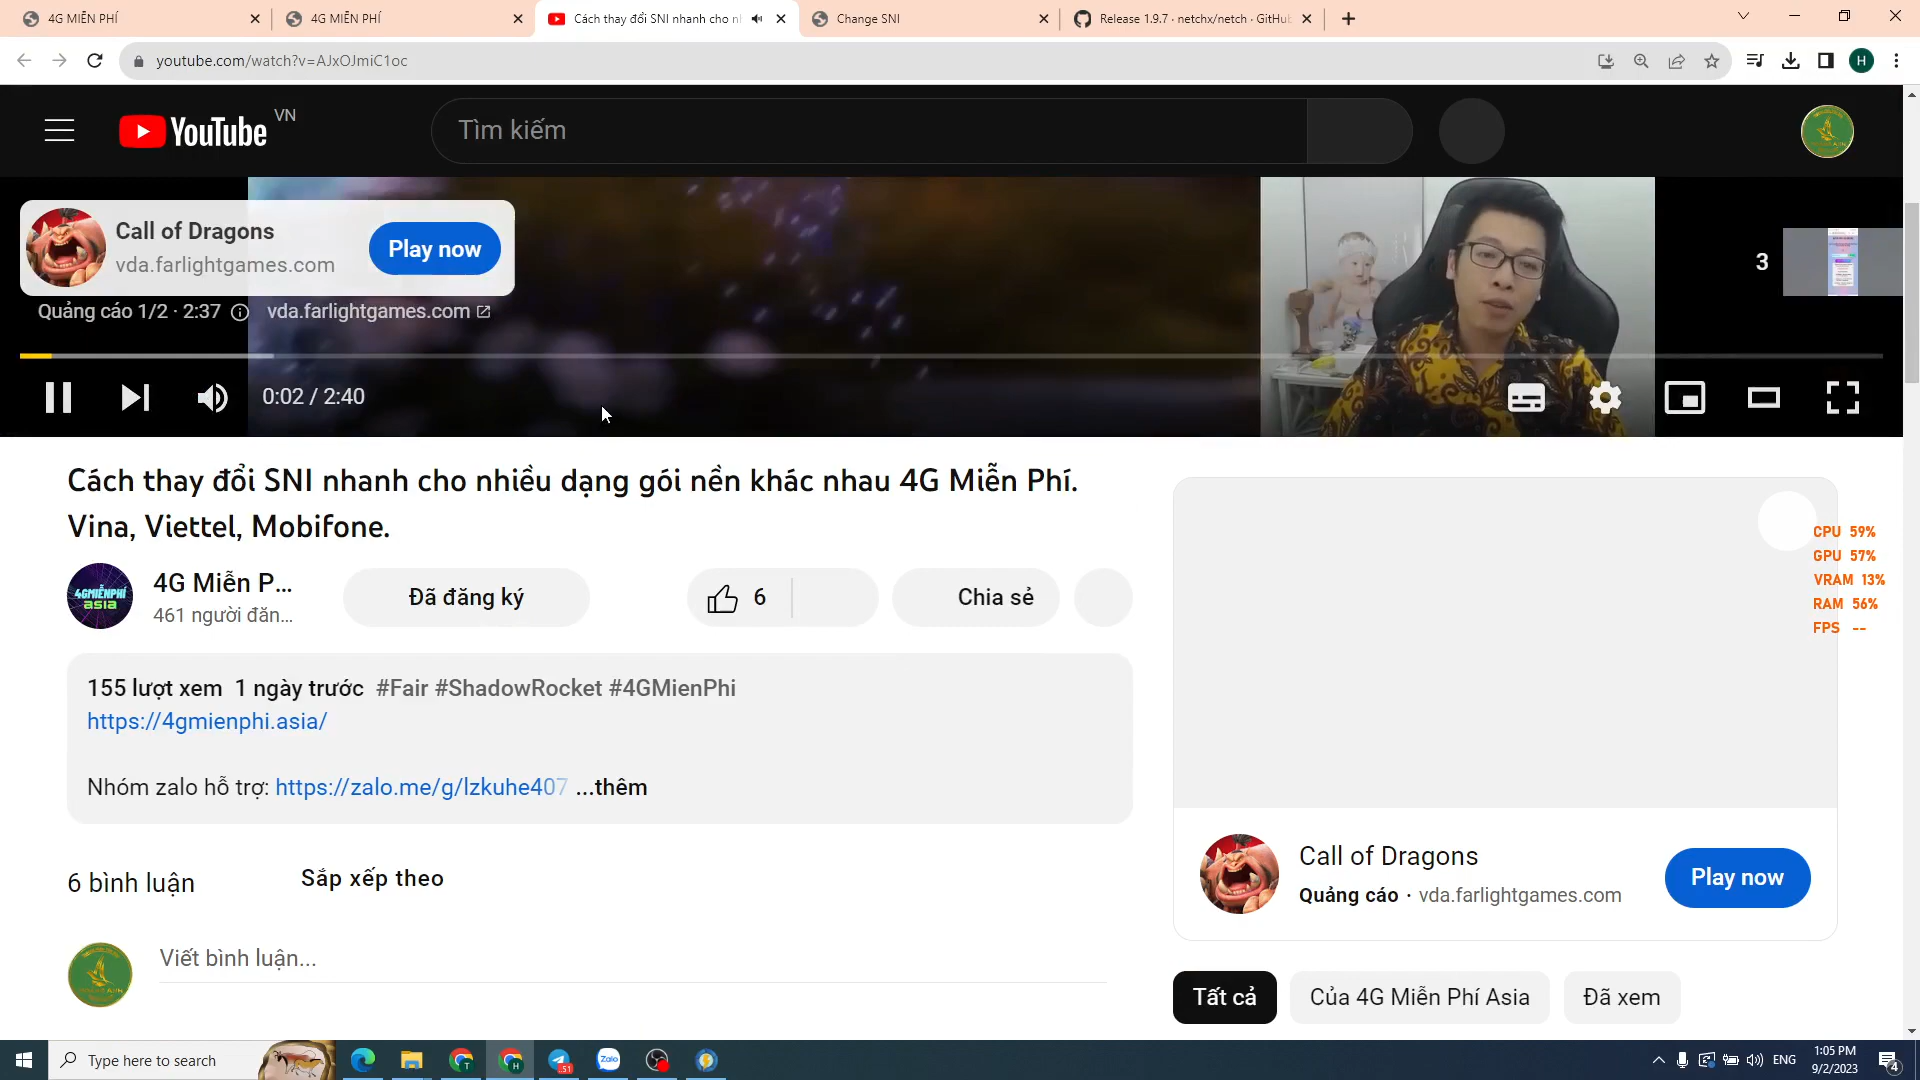 4G MIỄN PHÍ
4G MIỄN PHÍ
Cách thay đổi SNI nhanh cho nh
Change SNI
Release 1.9.7 · netchx/netch · GitHub
youtube.com/watch?v=AJxOJmiC1oc
H
YouTube
VN
Tìm kiếm
Call of Dragons
vda.farlightgames.com
Play now
Quảng cáo 1/2 · 2:37
vda.farlightgames.com
3
0:02 / 2:40
Cách thay đổi SNI nhanh cho nhiều dạng gói nền khác nhau 4G Miễn Phí.
Vina, Viettel, Mobifone.
4GMIỄNPHÍ
asia
4G Miễn P...
461 người đăn...
Đã đăng ký
6
Chia sẻ
155 lượt xem 1 ngày trước #Fair #ShadowRocket #4GMienPhi
https://4gmienphi.asia/
Nhóm zalo hỗ trợ: https://zalo.me/g/lzkuhe407 ...thêm
6 bình luận
Sắp xếp theo
Viết bình luận...
CPU 59%
GPU 57%
VRAM 13%
RAM 56%
FPS --
Call of Dragons
Quảng cáo · vda.farlightgames.com
Play now
Tất cả
Của 4G Miễn Phí Asia
Đã xem
Type here to search
T
H
51
Zalo
ENG
1:05 PM
9/2/2023
4